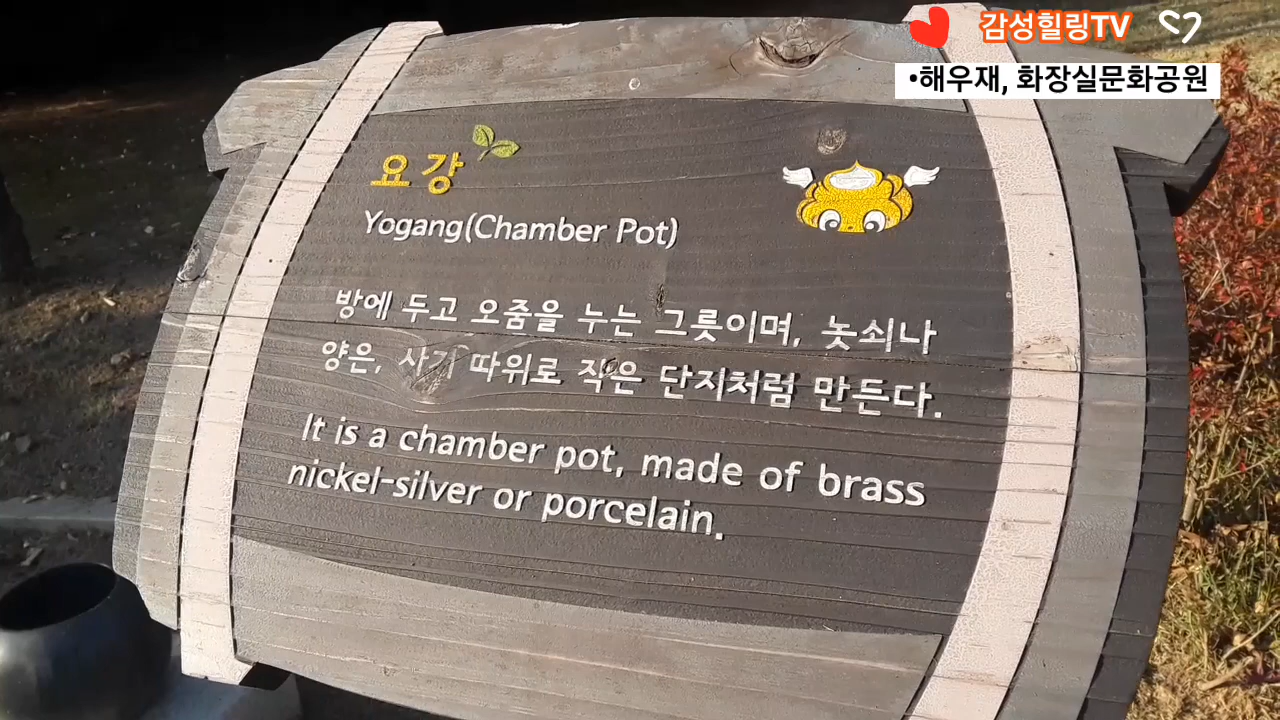 감성힐링TV
•해우재, 화장실문화공원
요강
Yogang(Chamber Pot)
방에 두고 오줌을 누는 그릇이며, 놋쇠나
양은, 사기 따위로 작은 단지처럼 만든다.
It is a chamber pot, made of brass
nickel-silver or porcelain.